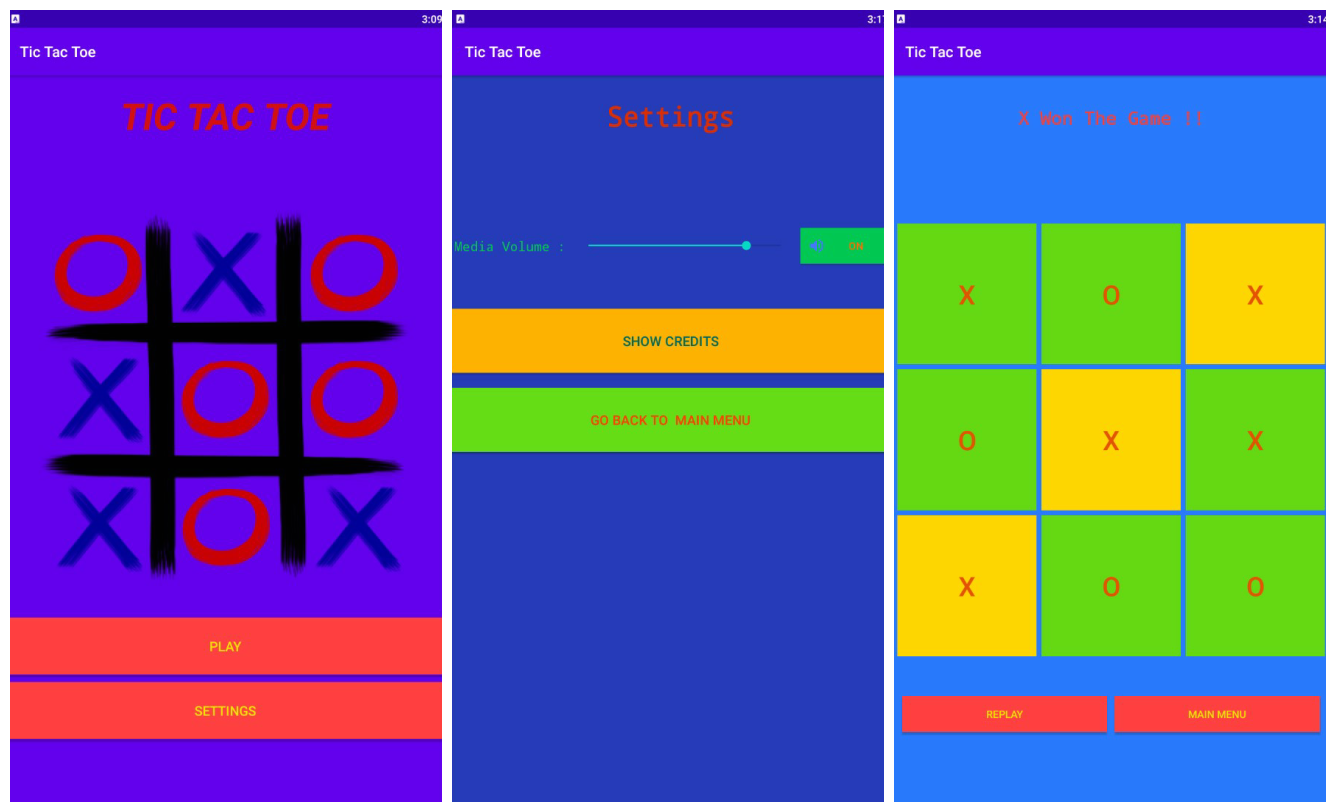 A 3:09
Tic Tac Toe
TIC TAC TOE
O X O
X O O
X O X
PLAY
SETTINGS
A 3:1
Tic Tac Toe
Settings
Media Volume :
ON
SHOW CREDITS
GO BACK TO  MAIN MENU
A 3:14
Tic Tac Toe
X Won The Game !!
X O X
O X X
X O O
REPLAY MAIN MENU